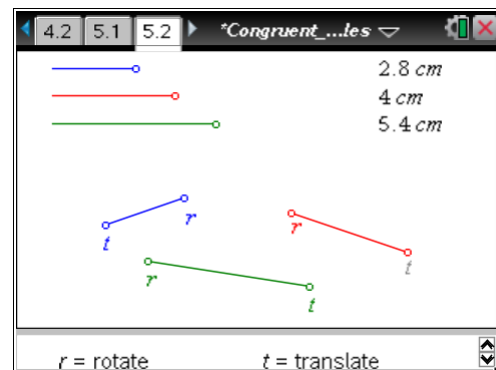 4.2 5.1 5.2 *Congruent_...les
2.8 cm
4 cm
5.4 cm
r
r
t
r
t
t
r = rotate t = translate